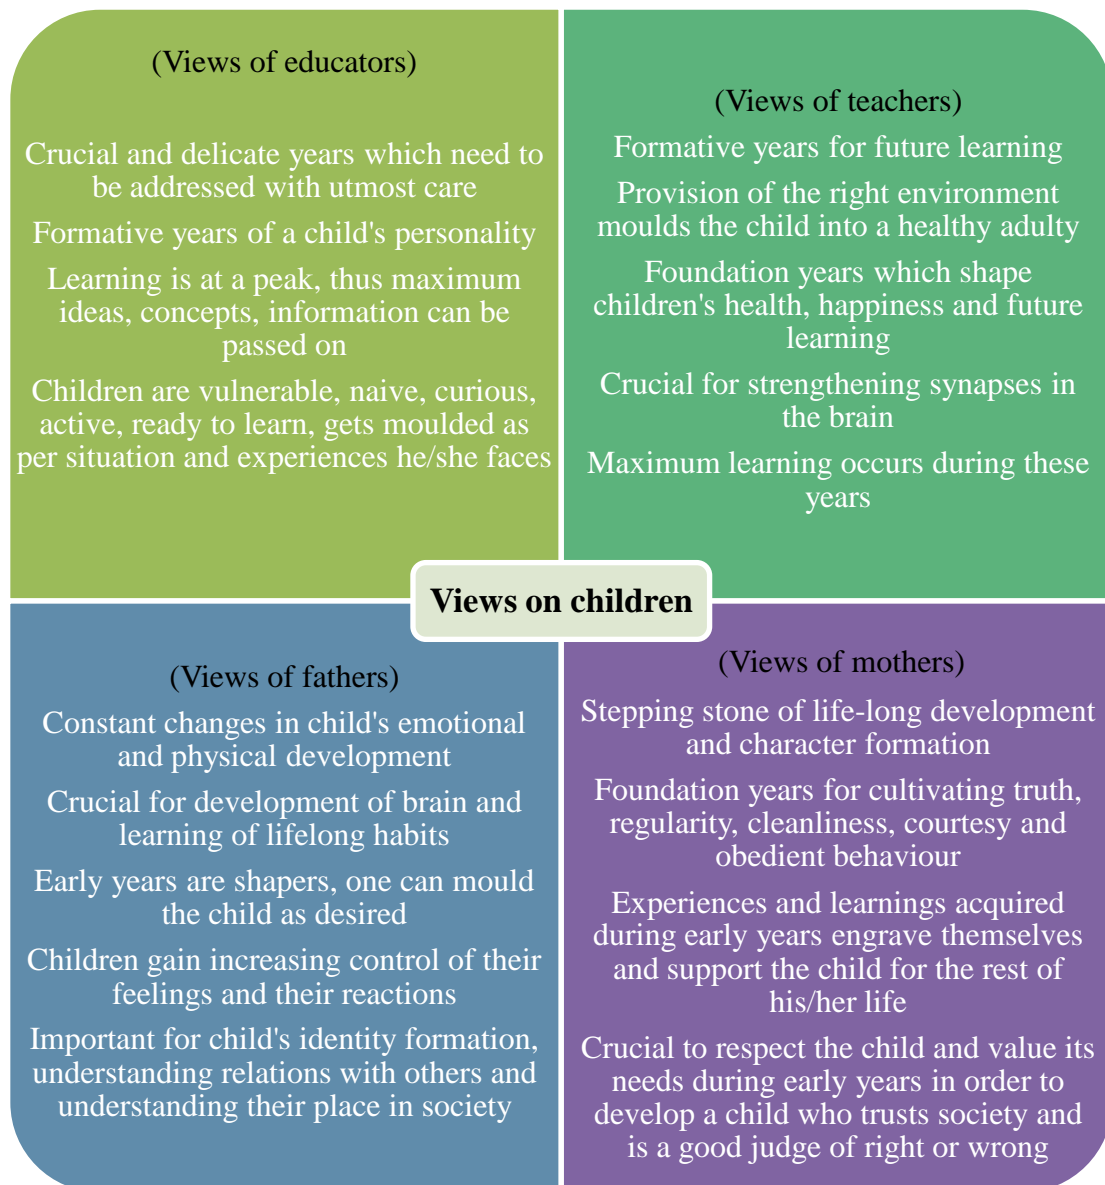 (Views of educators)
Crucial and delicate years which need to
be addressed with utmost care
Formative years of a child's personality
Learning is at a peak, thus maximum
ideas, concepts, information can be
passed on
Children are vulnerable, naive, curious,
active, ready to learn, gets moulded as
per situation and experiences he/she faces
(Views of teachers)
Formative years for future learning
Provision of the right environment
moulds the child into a healthy adulty
Foundation years which shape
children's health, happiness and future
learning
Crucial for strengthening synapses in
the brain
Maximum learning occurs during these
years
Views on children
(Views of fathers)
Constant changes in child's emotional
and physical development
Crucial for development of brain and
learning of lifelong habits
Early years are shapers, one can mould
the child as desired
Children gain increasing control of their
feelings and their reactions
Important for child's identity formation,
understanding relations with others and
understanding their place in society
(Views of mothers)
Stepping stone of life-long development
and character formation
Foundation years for cultivating truth,
regularity, cleanliness, courtesy and
obedient behaviour
Experiences and learnings acquired
during early years engrave themselves
and support the child for the rest of
his/her life
Crucial to respect the child and value its
needs during early years in order to
develop a child who trusts society and
is a good judge of right or wrong